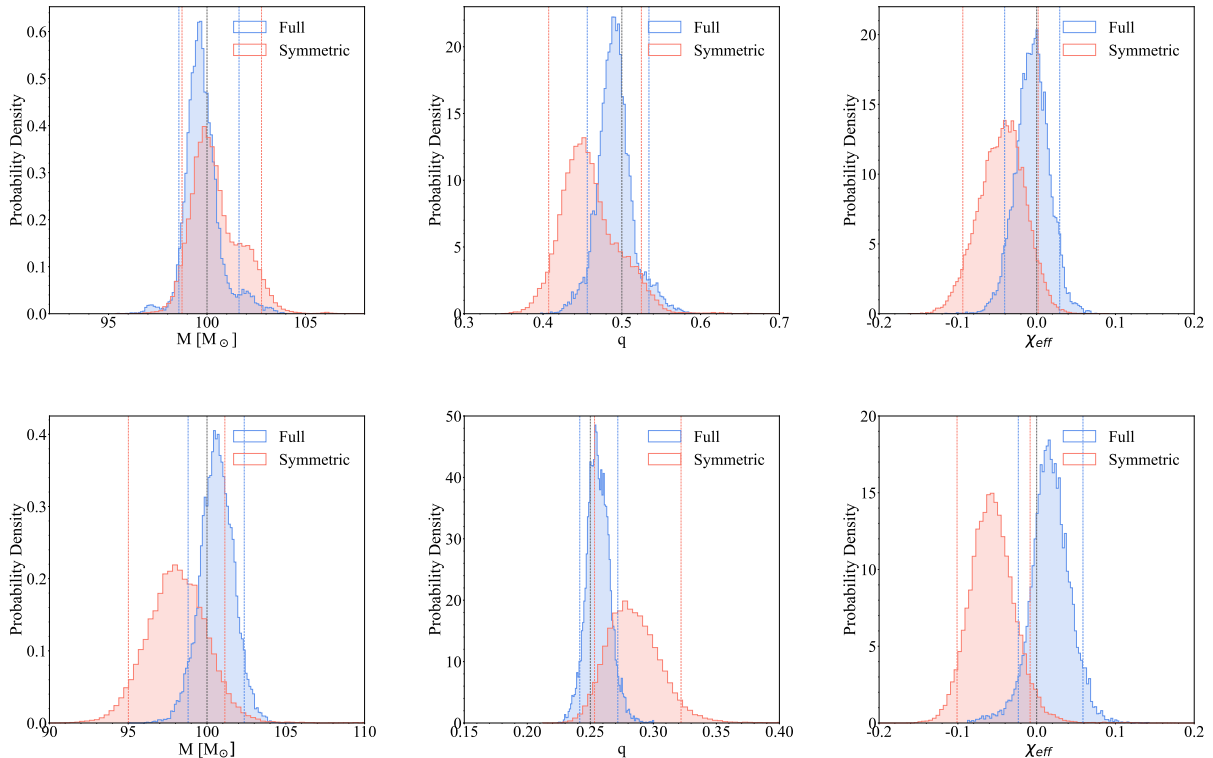 Full
Symmetric
Probability Density
0.0
0.1
0.2
0.3
0.4
0.5
0.6
95
100
105
M [M⊙]
Full
Symmetric
Probability Density
0
5
10
15
20
0.3
0.4
0.5
0.6
0.7
q
Full
Symmetric
Probability Density
0
5
10
15
20
-0.2
-0.1
0.0
0.1
0.2
χeff
Full
Symmetric
Probability Density
0.0
0.1
0.2
0.3
0.4
90
95
100
105
110
M [M⊙]
Full
Symmetric
Probability Density
0
10
20
30
40
50
0.15
0.20
0.25
0.30
0.35
0.40
q
Full
Symmetric
Probability Density
0
5
10
15
20
-0.2
-0.1
0.0
0.1
0.2
χeff